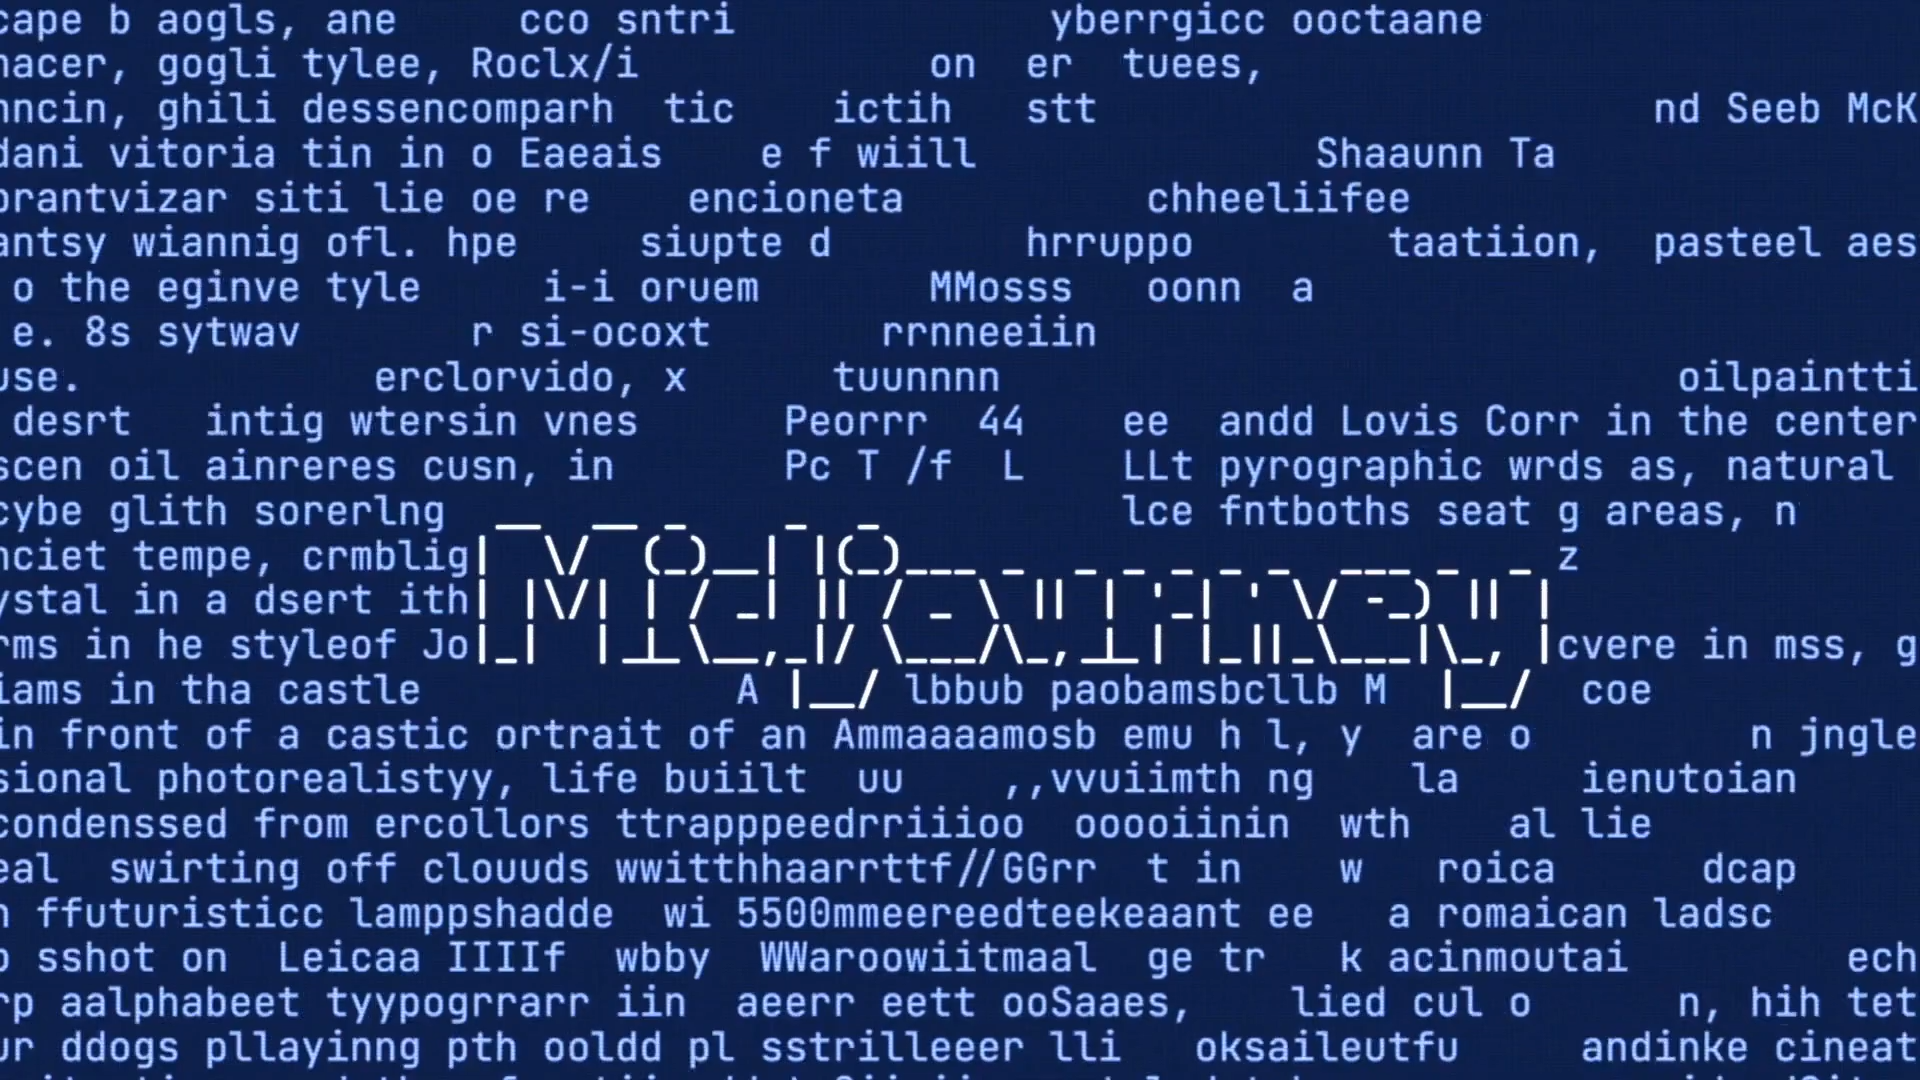 cape b aogls, ane cco sntri yberrgicc ooctaane
nacer, gogli tylee, Roclx/i on er tuees,
nncin, ghili dessencomparh tic ictih stt nd Seeb McK
dani vitoria tin in o Eaeais e f wiill Shaaunn Ta
orantvizar siti lie oe re encioneta chheeliifee
antsy wiannig ofl. hpe siupte d hrruppo taatiion, pasteel aes
o the eginve tyle i-i oruem MMosss oonn a
e. 8s sytwav r si-ocoxt rrnneeiin
use. erclorvido, x tuunnnn oilpaintti
desrt intig wtersin vnes Peorrr 44 ee andd Lovis Corr in the center
scen oil ainreres cusn, in Pc T /f L LLt pyrographic wrds as, natural
cybe glith sorerlng lce fntboths seat g areas, n
nciet tempe, crmblig z
Midjourney
ystal in a dsert ith
rms in he styleof Jo cvere in mss, g
iams in tha castle A lbbub paobamsbcllb M coe
in front of a castic ortrait of an Ammaaaamosb emu h l, y are o n jngle
sional photorealistyy, life buiilt uu ,,vvuiimth ng la ienutoian
condenssed from ercollors ttrapppeedrriiioo ooooiinin wth al lie
eal swirting off clouuds wwitthhaarrttf//GGrr t in w roica dcap
n ffuturisticc lamppshadde wi 5500mmeereedteekeaant ee a romaican ladsc
o sshot on Leicaa IIIIf wbby WWaroowiitmaal ge tr k acinmoutai ech
rp aalphabeet tyypogrrarr iin aeerr eett ooSaaes, lied cul o n, hih tet
ur ddogs pllayinng pth ooldd pl sstrilleeer lli oksaileutfu andinke cineat